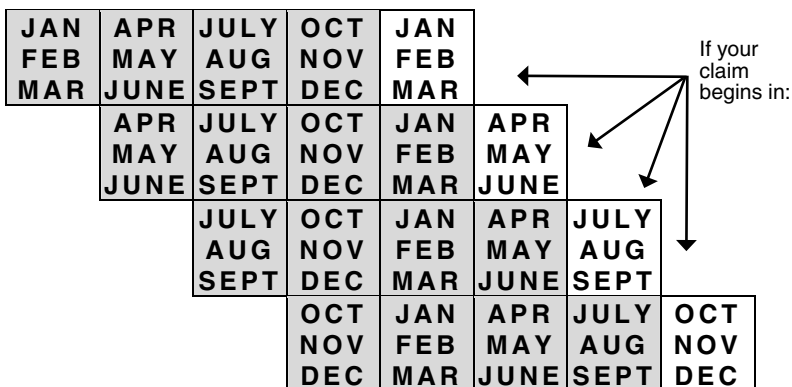 JAN APR JULY OCT JAN
FEB MAY AUG NOV FEB
MAR JUNE SEPT DEC MAR
If your
claim
begins in:
APR JULY OCT JAN APR
MAY AUG NOV FEB MAY
JUNE SEPT DEC MAR JUNE
JULY OCT JAN APR JULY
AUG NOV FEB MAY AUG
SEPT DEC MAR JUNE SEPT
OCT JAN APR JULY OCT
NOV FEB MAY AUG NOV
DEC MAR JUNE SEPT DEC